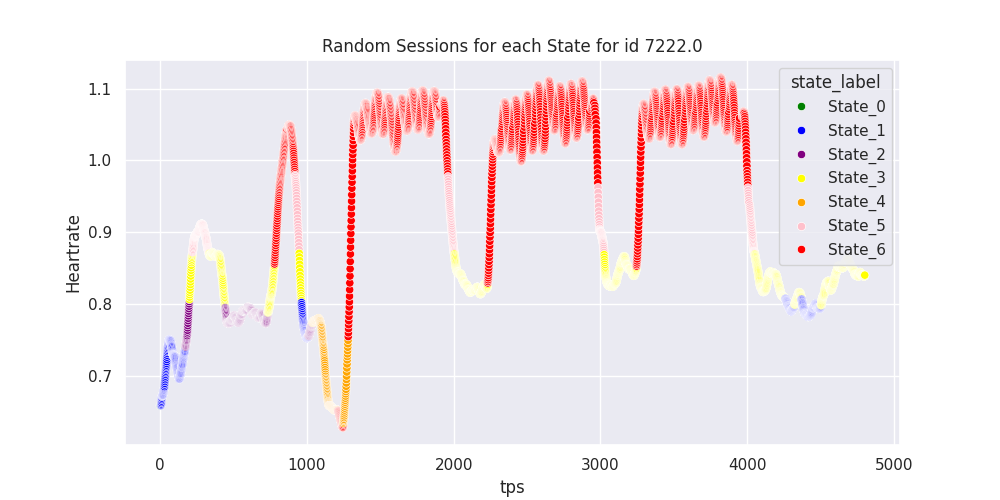 Random Sessions for each State for id 7222.0
1.1
1.0
0.9
0.8
0.7
Heartrate
0
1000
2000
3000
4000
5000
tps
state_label
State_0
State_1
State_2
State_3
State_4
State_5
State_6